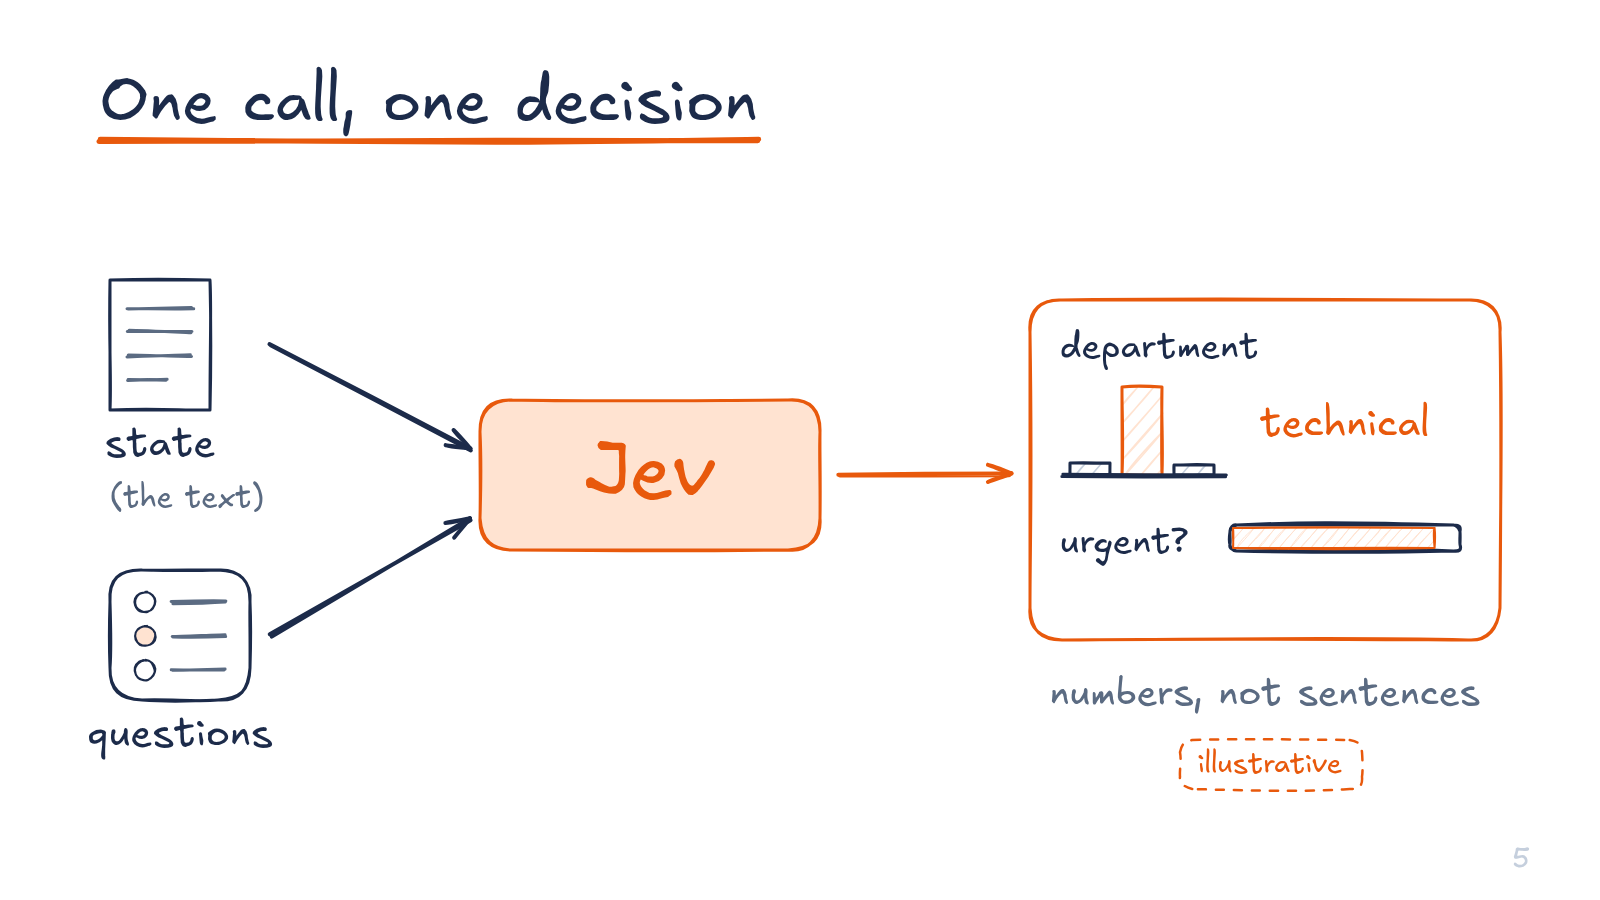 One call, one decision
state
(the text)
questions
Jev
department
technical
urgent?
numbers, not sentences
illustrative
5